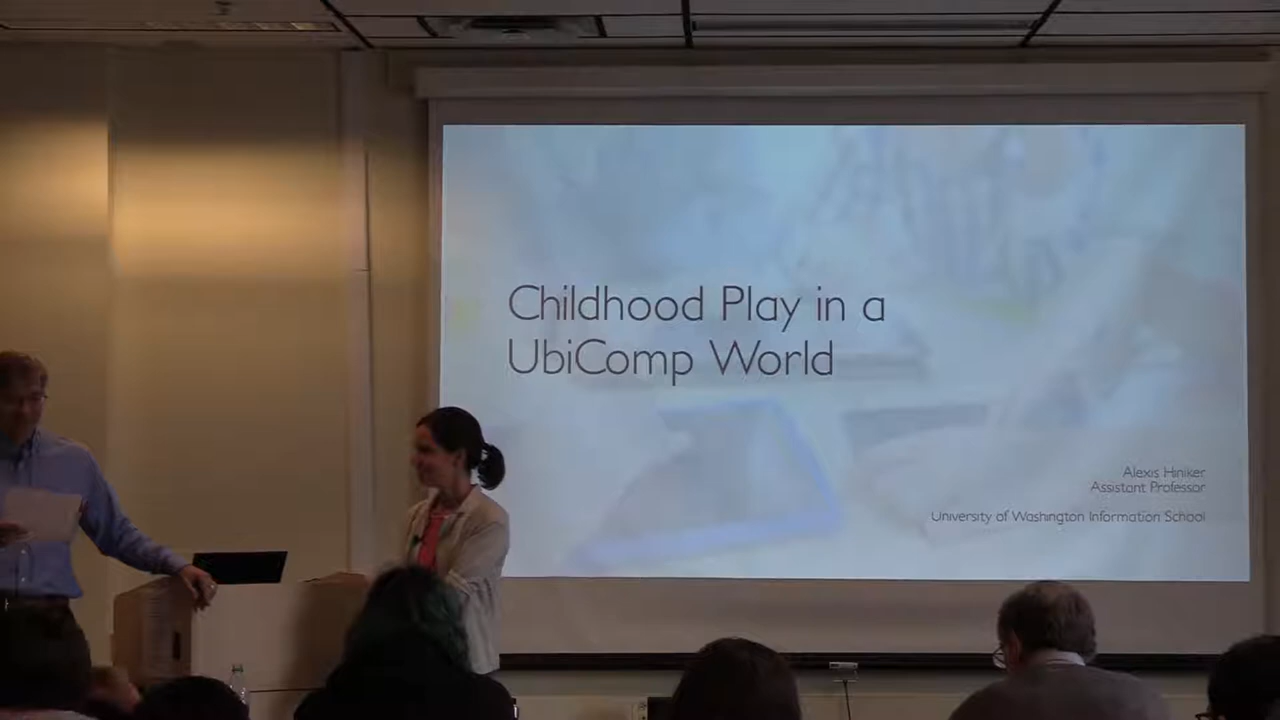 Childhood Play in a
UbiComp World
Alexis Hiniker
Assistant Professor
University of Washington Information School